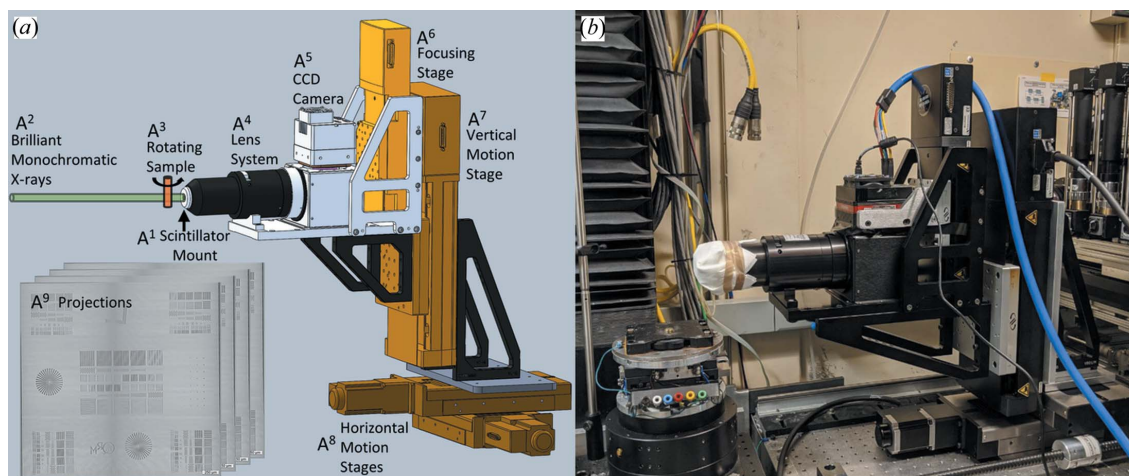 (a)
A⁶
Focusing
Stage
A⁵
CCD
Camera
A²
Brilliant
Monochromatic
X-rays
A³
Rotating
Sample
A⁴
Lens
System
A⁷
Vertical
Motion
Stage
A¹ Scintillator
Mount
A⁹ Projections
A⁸ Horizontal
Motion
Stages
(b)